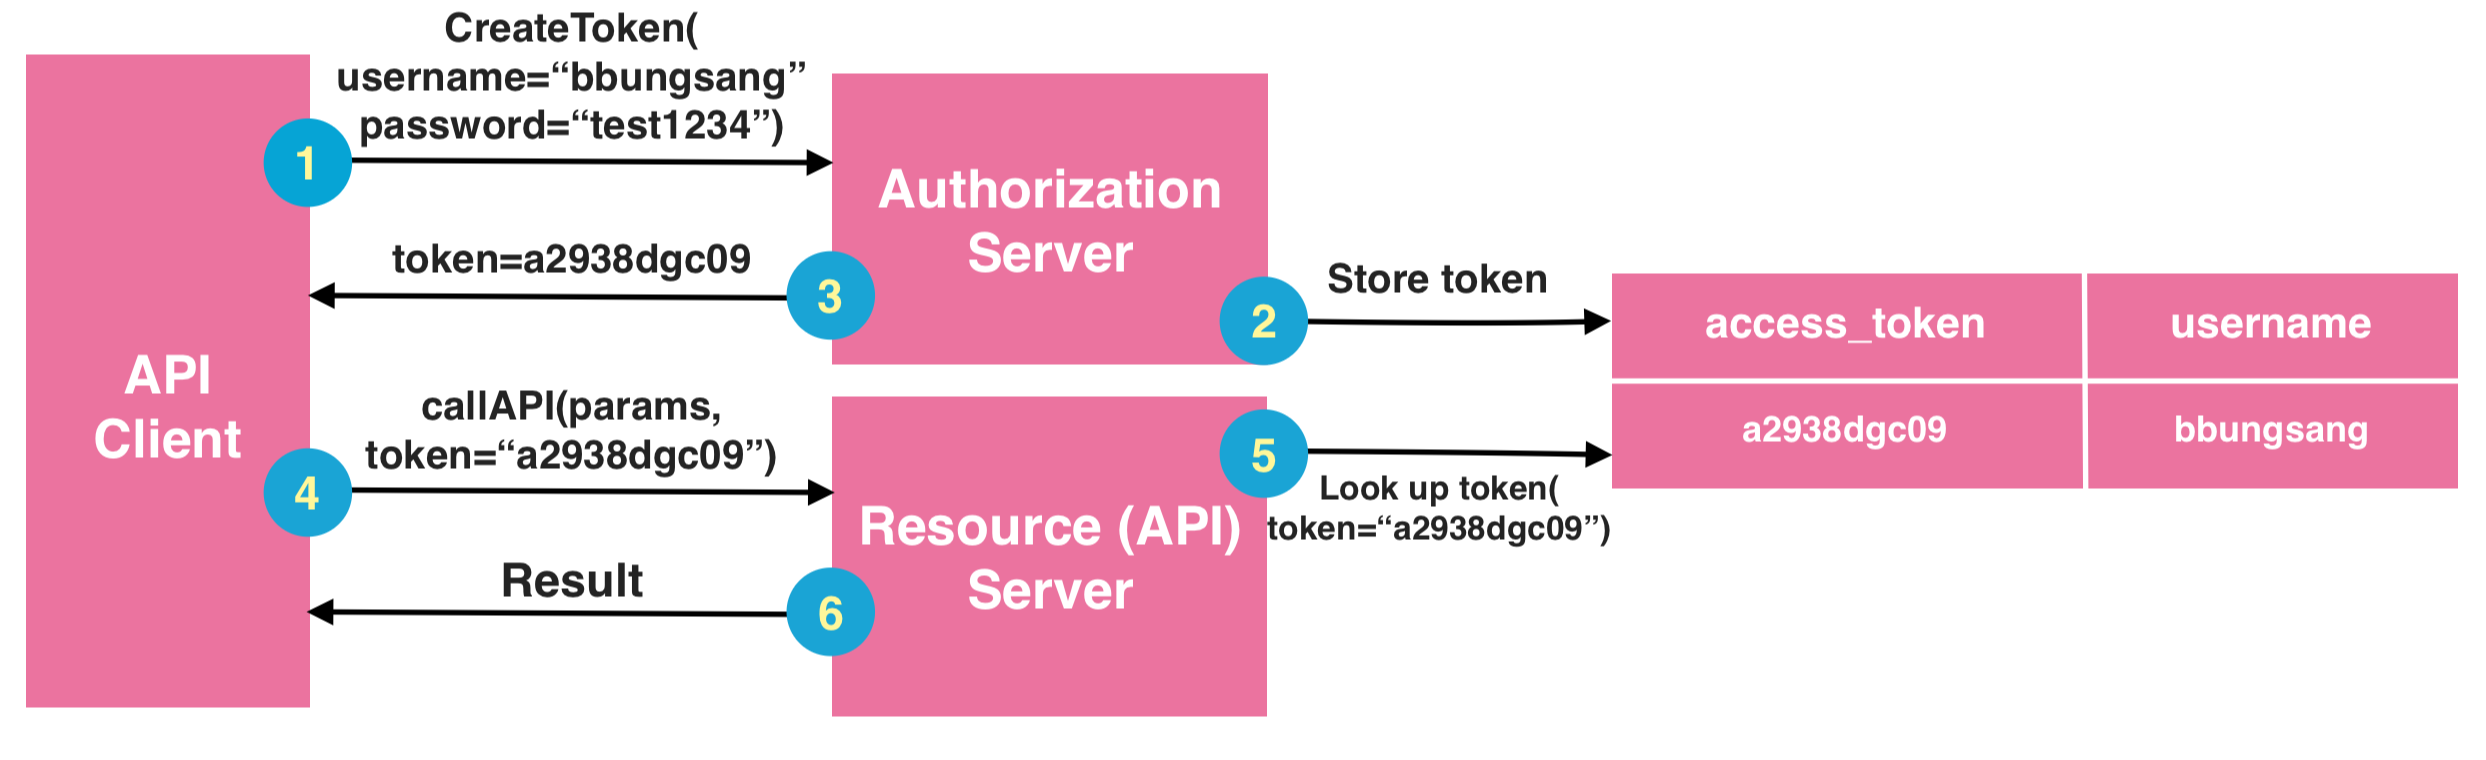 CreateToken(
username=“bbungsang”
password=“test1234”)
1
Authorization
Server
token=a2938dgc09
3
2
Store token
access_token
username
a2938dgc09
bbungsang
API
Client
callAPI(params,
token=“a2938dgc09”)
4
5
Look up token(
token=“a2938dgc09”)
Resource (API)
Server
Result
6